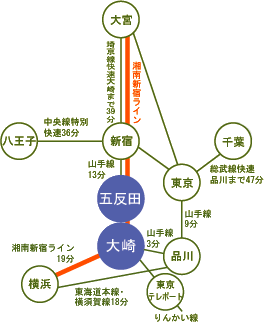 大宮
埼京線快速大崎まで39分
湘南新宿ライン
中央線特別
快速36分
八王子
新宿
千葉
総武線快速
品川まで47分
山手線
13分
東京
五反田
山手線
9分
大崎
山手線
3分
品川
湘南新宿ライン
19分
横浜
東海道本線・
横須賀線18分
東京
テレポート
りんかい線